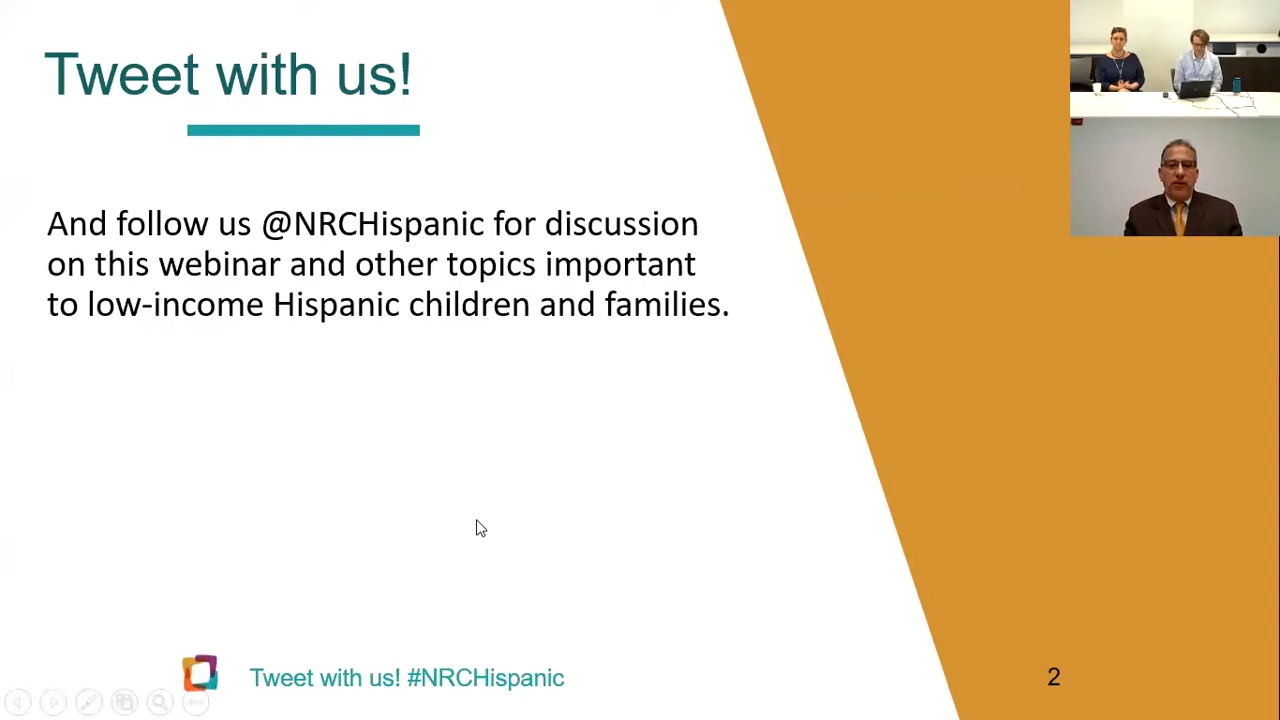 Tweet with us!
And follow us @NRCHispanic for discussion
on this webinar and other topics important
to low-income Hispanic children and families.
Tweet with us! #NRCHispanic
2